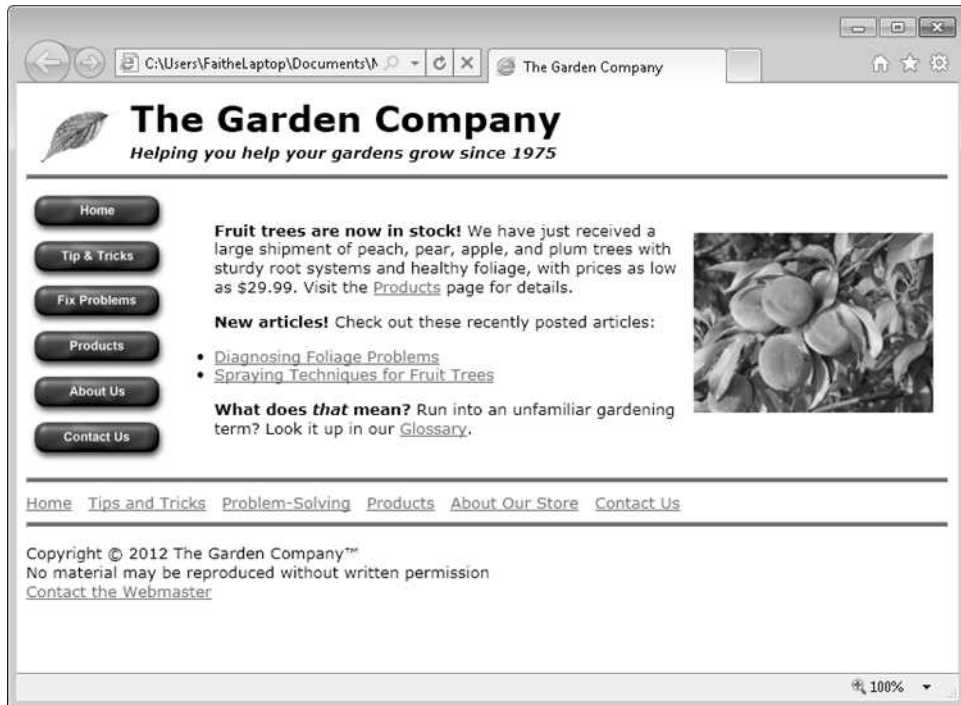 C:\Users\FaitheLaptop\Documents\M
The Garden Company
The Garden Company
Helping you help your gardens grow since 1975
Home
Tip & Tricks
Fix Problems
Products
About Us
Contact Us
Fruit trees are now in stock! We have just received a
large shipment of peach, pear, apple, and plum trees with
sturdy root systems and healthy foliage, with prices as low
as $29.99. Visit the Products page for details.
New articles! Check out these recently posted articles:
• Diagnosing Foliage Problems
• Spraying Techniques for Fruit Trees
What does that mean? Run into an unfamiliar gardening
term? Look it up in our Glossary.
Home Tips and Tricks Problem-Solving Products About Our Store Contact Us
Copyright © 2012 The Garden Company™
No material may be reproduced without written permission
Contact the Webmaster
100%